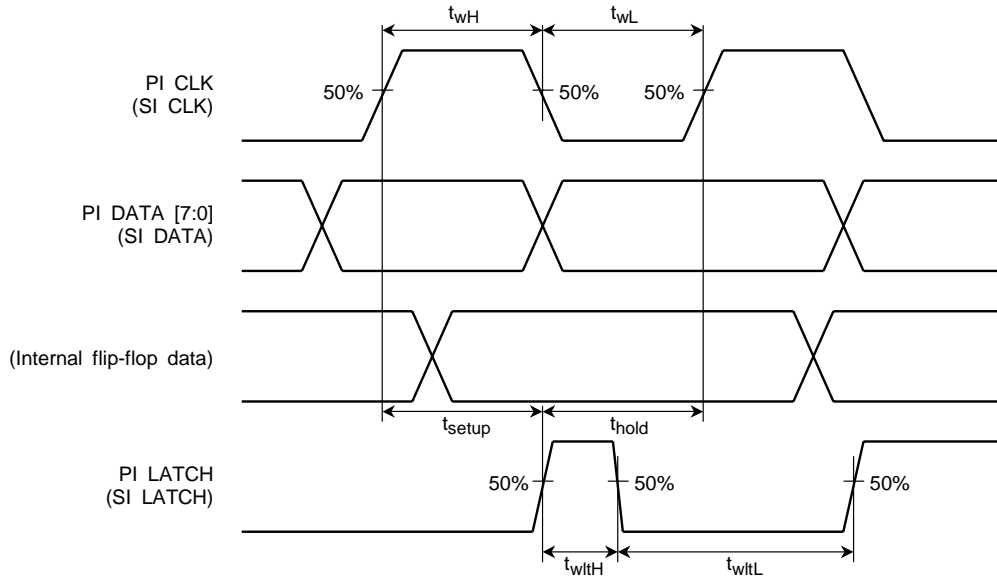 twH
twL
PI CLK
(SI CLK)
50%
50%
50%
PI DATA [7:0]
(SI DATA)
(Internal flip-flop data)
tsetup
thold
PI LATCH
(SI LATCH)
50%
50%
50%
twltH
twltL